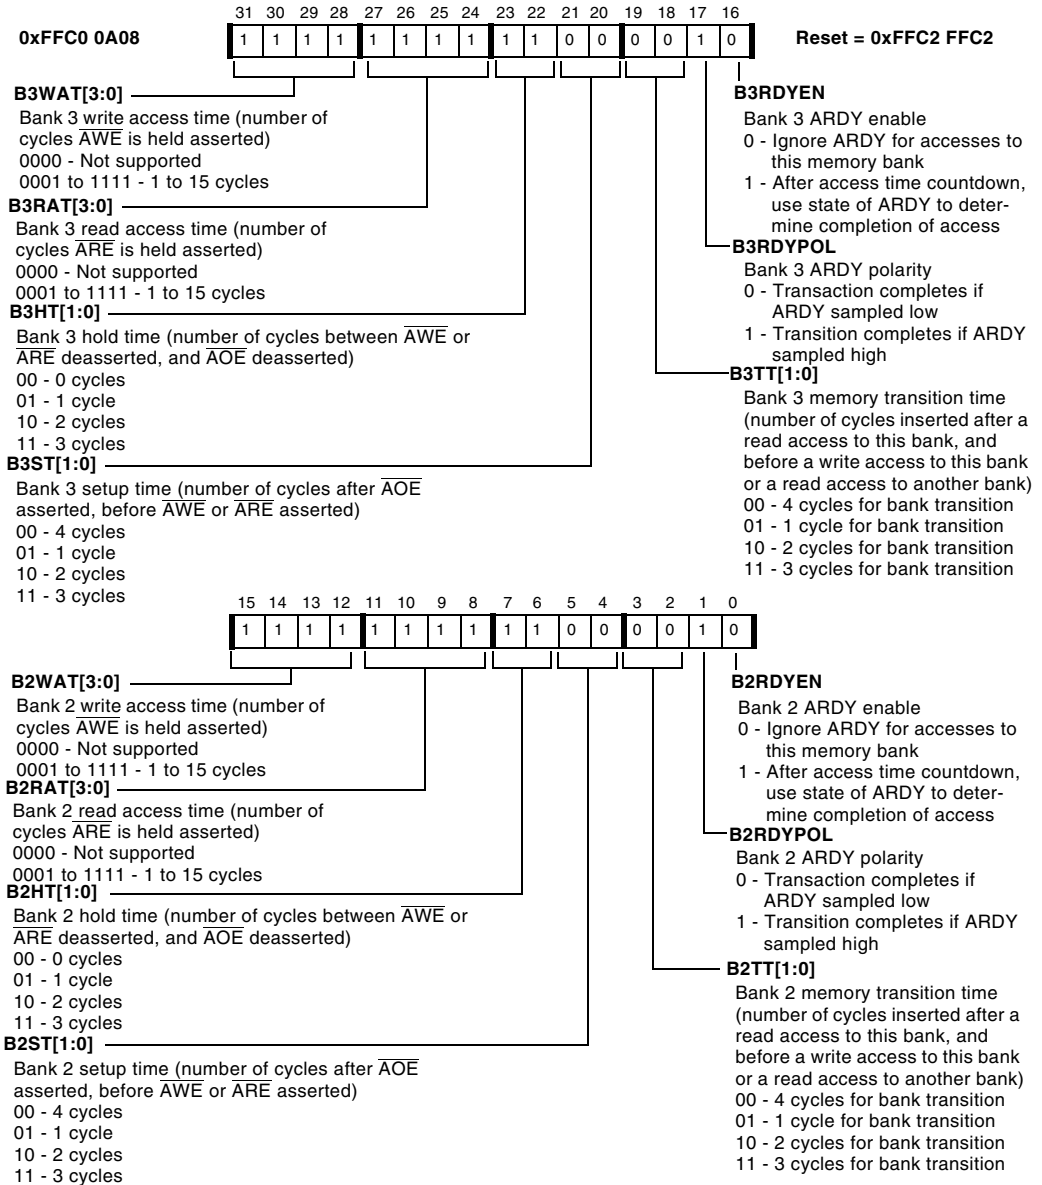 31 30 29 28 27 26 25 24 23 22 21 20 19 18 17 16
0xFFC0 0A08
1 1 1 1 1 1 1 1 1 1 0 0 0 0 1 0
Reset = 0xFFC2 FFC2
B3WAT[3:0]
Bank 3 write access time (number of
cycles AWE is held asserted)
0000 - Not supported
0001 to 1111 - 1 to 15 cycles
B3RAT[3:0]
Bank 3 read access time (number of
cycles ARE is held asserted)
0000 - Not supported
0001 to 1111 - 1 to 15 cycles
B3HT[1:0]
Bank 3 hold time (number of cycles between AWE or
ARE deasserted, and AOE deasserted)
00 - 0 cycles
01 - 1 cycle
10 - 2 cycles
11 - 3 cycles
B3ST[1:0]
Bank 3 setup time (number of cycles after AOE
asserted, before AWE or ARE asserted)
00 - 4 cycles
01 - 1 cycle
10 - 2 cycles
11 - 3 cycles
B3RDYEN
Bank 3 ARDY enable
0 - Ignore ARDY for accesses to
this memory bank
1 - After access time countdown,
use state of ARDY to deter-
mine completion of access
B3RDYPOL
Bank 3 ARDY polarity
0 - Transaction completes if
ARDY sampled low
1 - Transition completes if ARDY
sampled high
B3TT[1:0]
Bank 3 memory transition time
(number of cycles inserted after a
read access to this bank, and
before a write access to this bank
or a read access to another bank)
00 - 4 cycles for bank transition
01 - 1 cycle for bank transition
10 - 2 cycles for bank transition
11 - 3 cycles for bank transition
15 14 13 12 11 10 9 8 7 6 5 4 3 2 1 0
1 1 1 1 1 1 1 1 1 1 0 0 0 0 1 0
B2WAT[3:0]
Bank 2 write access time (number of
cycles AWE is held asserted)
0000 - Not supported
0001 to 1111 - 1 to 15 cycles
B2RAT[3:0]
Bank 2 read access time (number of
cycles ARE is held asserted)
0000 - Not supported
0001 to 1111 - 1 to 15 cycles
B2HT[1:0]
Bank 2 hold time (number of cycles between AWE or
ARE deasserted, and AOE deasserted)
00 - 0 cycles
01 - 1 cycle
10 - 2 cycles
11 - 3 cycles
B2ST[1:0]
Bank 2 setup time (number of cycles after AOE
asserted, before AWE or ARE asserted)
00 - 4 cycles
01 - 1 cycle
10 - 2 cycles
11 - 3 cycles
B2RDYEN
Bank 2 ARDY enable
0 - Ignore ARDY for accesses to
this memory bank
1 - After access time countdown,
use state of ARDY to deter-
mine completion of access
B2RDYPOL
Bank 2 ARDY polarity
0 - Transaction completes if
ARDY sampled low
1 - Transition completes if ARDY
sampled high
B2TT[1:0]
Bank 2 memory transition time
(number of cycles inserted after a
read access to this bank, and
before a write access to this bank
or a read access to another bank)
00 - 4 cycles for bank transition
01 - 1 cycle for bank transition
10 - 2 cycles for bank transition
11 - 3 cycles for bank transition